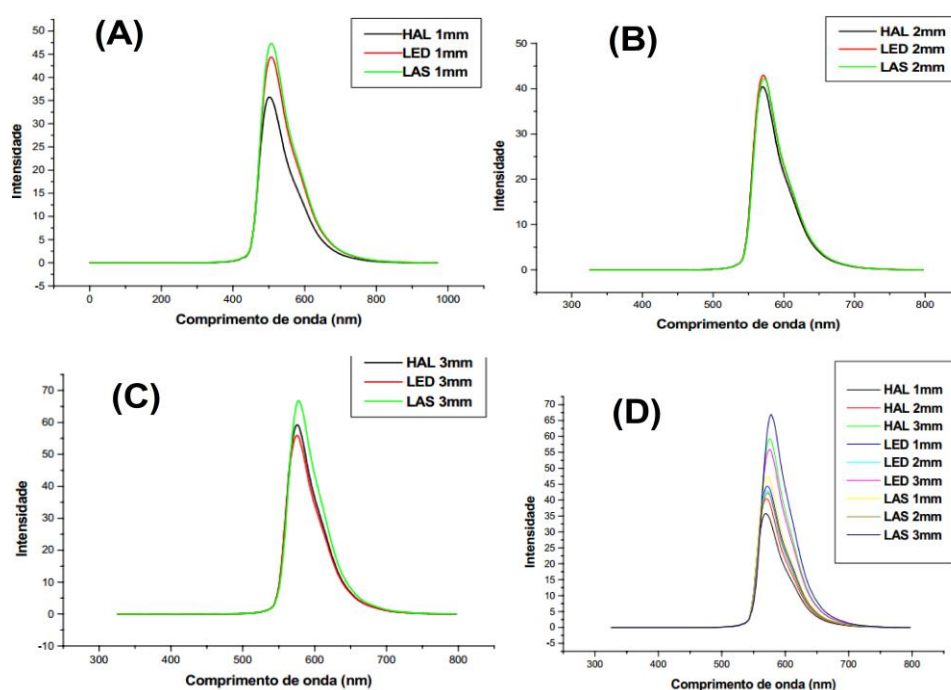 (A)
HAL 1mm
LED 1mm
LAS 1mm
Intensidade
50
45
40
35
30
25
20
15
10
5
0
-5
0 200 400 600 800 1000
Comprimento de onda (nm)
(B)
HAL 2mm
LED 2mm
LAS 2mm
Intensidade
50
40
30
20
10
0
300 400 500 600 700 800
Comprimento de onda (nm)
(C)
HAL 3mm
LED 3mm
LAS 3mm
Intensidade
70
60
50
40
30
20
10
0
-10
300 400 500 600 700 800
Comprimento de onda (nm)
(D)
HAL 1mm
HAL 2mm
HAL 3mm
LED 1mm
LED 2mm
LED 3mm
LAS 1mm
LAS 2mm
LAS 3mm
Intensidade
70
65
60
55
50
45
40
35
30
25
20
15
10
5
0
-5
300 400 500 600 700 800
Comprimento de onda (nm)